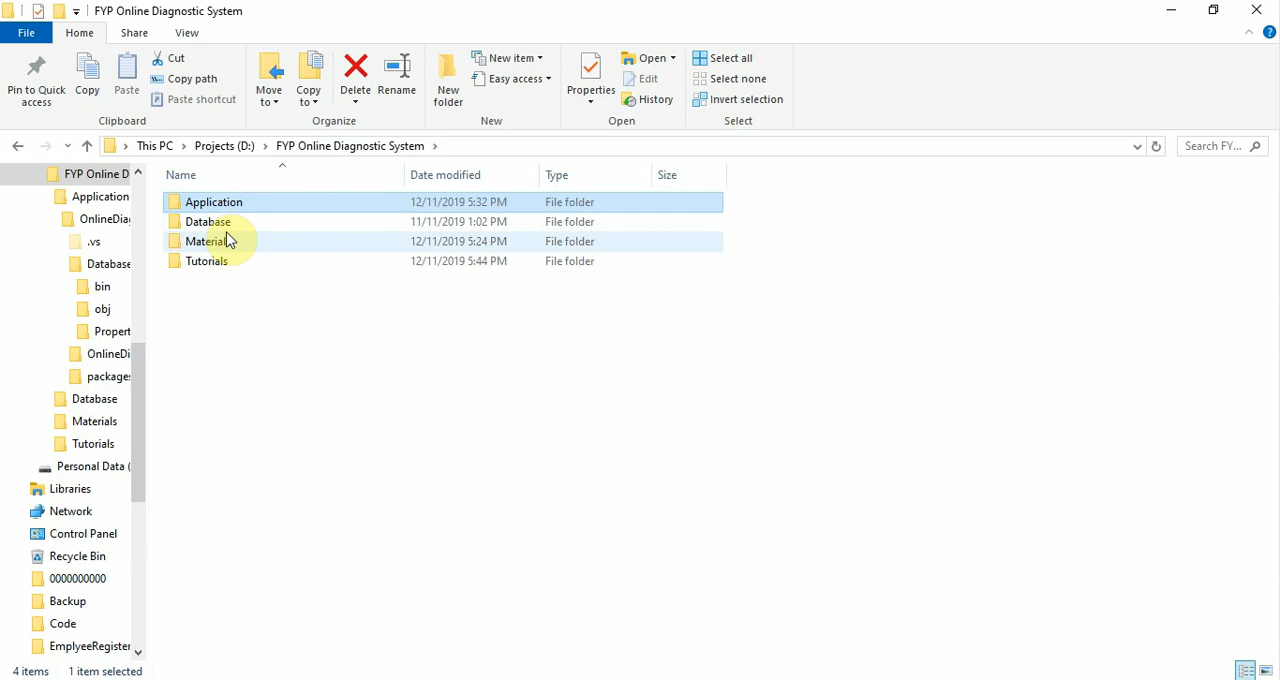 FYP Online Diagnostic System
File Home Share View
Pin to Quick access
Copy
Paste
Cut
Copy path
Paste shortcut
Clipboard
Move to
Copy to
Delete
Rename
Organize
New folder
New item
Easy access
New
Properties
Open
Edit
History
Open
Select all
Select none
Invert selection
Select
This PC Projects (D:) FYP Online Diagnostic System
Search FY...
FYP Online D
Application
OnlineDia
.vs
Database
bin
obj
Propert
OnlineDi
packages
Database
Materials
Tutorials
Personal Data (
Libraries
Network
Control Panel
Recycle Bin
0000000000
Backup
Code
EmplyeeRegister
Name Date modified Type Size
Application 12/11/2019 5:32 PM File folder
Database 11/11/2019 1:02 PM File folder
Materials 12/11/2019 5:24 PM File folder
Tutorials 12/11/2019 5:44 PM File folder
4 items 1 item selected